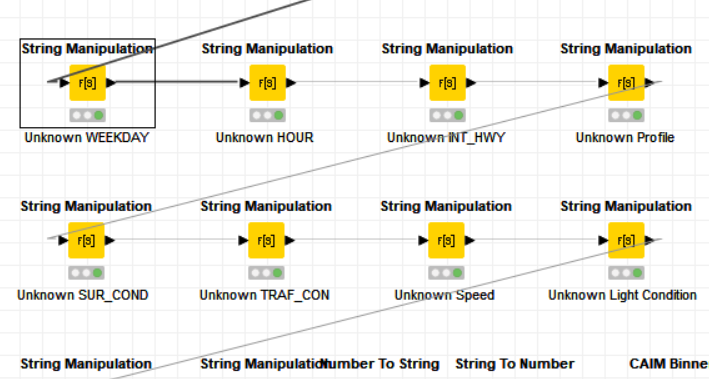 String Manipulation String Manipulation String Manipulation String Manipulation
r[s] r[s] r[s] r[s]
Unknown WEEKDAY Unknown HOUR Unknown INT_HWY Unknown Profile
String Manipulation String Manipulation String Manipulation String Manipulation
r[s] r[s] r[s] r[s]
Unknown SUR_COND Unknown TRAF_CON Unknown Speed Unknown Light Condition
String Manipulation String Manipulation Number To String String To Number CAIM Binne